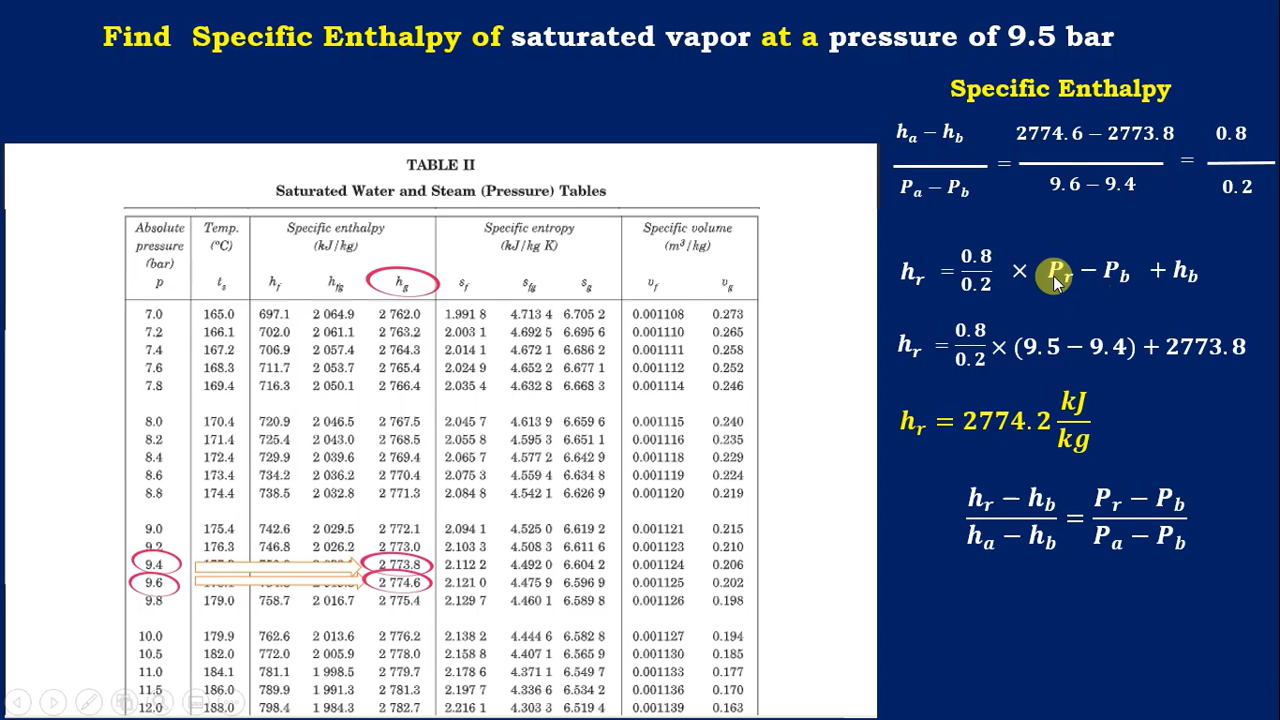 Find Specific Enthalpy of saturated vapor at a pressure of 9.5 bar
TABLE II
Saturated Water and Steam (Pressure) Tables
Absolute pressure (bar) p | Temp. (°C) t_s | Specific enthalpy (kJ/kg) h_f h_fg h_g | Specific entropy (kJ/kg K) s_f s_fg s_g | Specific volume (m³/kg) v_f v_g
7.0 165.0 697.1 2 064.9 2 762.0 1.991 8 4.713 4 6.705 2 0.001108 0.273
7.2 166.1 702.0 2 061.1 2 763.2 2.003 1 4.692 5 6.695 6 0.001110 0.265
7.4 167.2 706.9 2 057.4 2 764.3 2.014 1 4.672 1 6.686 2 0.001111 0.258
7.6 168.3 711.7 2 053.7 2 765.4 2.024 9 4.652 2 6.677 1 0.001112 0.252
7.8 169.4 716.3 2 050.1 2 766.4 2.035 4 4.632 8 6.668 3 0.001114 0.246
8.0 170.4 720.9 2 046.5 2 767.5 2.045 7 4.613 9 6.659 6 0.001115 0.240
8.2 171.4 725.4 2 043.0 2 768.5 2.055 8 4.595 3 6.651 1 0.001116 0.235
8.4 172.4 729.9 2 039.6 2 769.4 2.065 7 4.577 2 6.642 9 0.001118 0.229
8.6 173.4 734.2 2 036.2 2 770.4 2.075 3 4.559 4 6.634 8 0.001119 0.224
8.8 174.4 738.5 2 032.8 2 771.3 2.084 8 4.542 1 6.626 9 0.001120 0.219
9.0 175.4 742.6 2 029.5 2 772.1 2.094 1 4.525 0 6.619 2 0.001121 0.215
9.2 176.3 746.8 2 026.2 2 773.0 2.103 3 4.508 3 6.611 6 0.001123 0.210
9.4 2 773.8 2.112 2 4.492 0 6.604 2 0.001124 0.206
9.6 2 774.6 2.121 0 4.475 9 6.596 9 0.001125 0.202
9.8 179.0 758.7 2 016.7 2 775.4 2.129 7 4.460 1 6.589 8 0.001126 0.198
10.0 179.9 762.6 2 013.6 2 776.2 2.138 2 4.444 6 6.582 8 0.001127 0.194
10.5 182.0 772.0 2 005.9 2 778.0 2.158 8 4.407 1 6.565 9 0.001130 0.185
11.0 184.1 781.1 1 998.5 2 779.7 2.178 6 4.371 1 6.549 7 0.001133 0.177
11.5 186.0 789.9 1 991.3 2 781.3 2.197 7 4.336 6 6.534 2 0.001136 0.170
12.0 188.0 798.4 1 984.3 2 782.7 2.216 1 4.303 3 6.519 4 0.001139 0.163
Specific Enthalpy
h_a − h_b / P_a − P_b = 2774.6 − 2773.8 / 9.6 − 9.4 = 0.8 / 0.2
h_r = 0.8/0.2 × P_r − P_b + h_b
h_r = 0.8/0.2 × (9.5 − 9.4) + 2773.8
h_r = 2774.2 kJ/kg
h_r − h_b / h_a − h_b = P_r − P_b / P_a − P_b